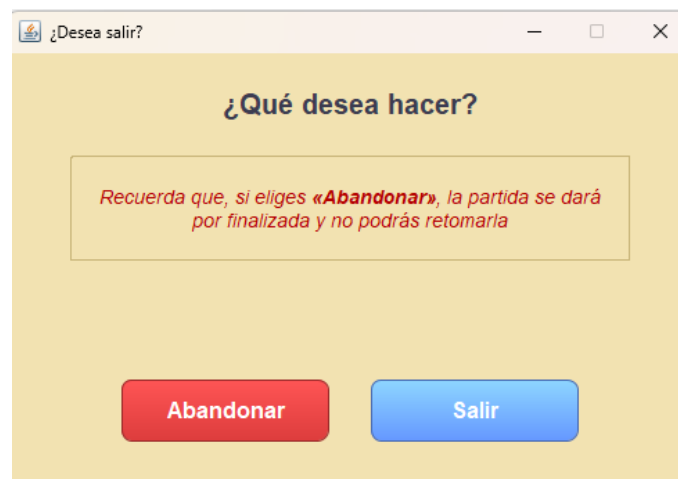 ¿Desea salir?
¿Qué desea hacer?
Recuerda que, si eliges «Abandonar», la partida se dará
por finalizada y no podrás retomarla
Abandonar
Salir